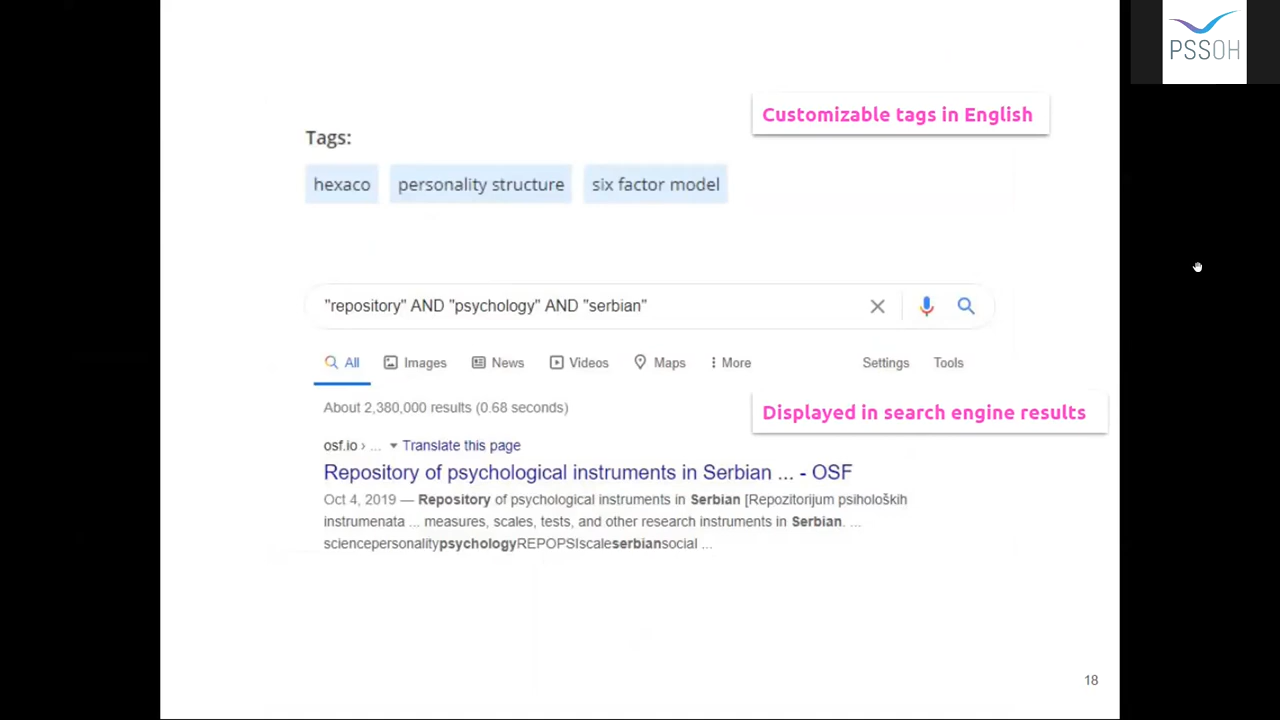 PSSOH
Customizable tags in English
Tags:
hexaco personality structure six factor model
"repository" AND "psychology" AND "serbian"
All Images News Videos Maps More Settings Tools
About 2,380,000 results (0.68 seconds)
Displayed in search engine results
osf.io › ... Translate this page
Repository of psychological instruments in Serbian ... - OSF
Oct 4, 2019 — Repository of psychological instruments in Serbian [Repozitorijum psiholoških
instrumenata ... measures, scales, tests, and other research instruments in Serbian. ...
sciencepersonalitypsychologyREPOPSIscaleserbiansocial ...
18